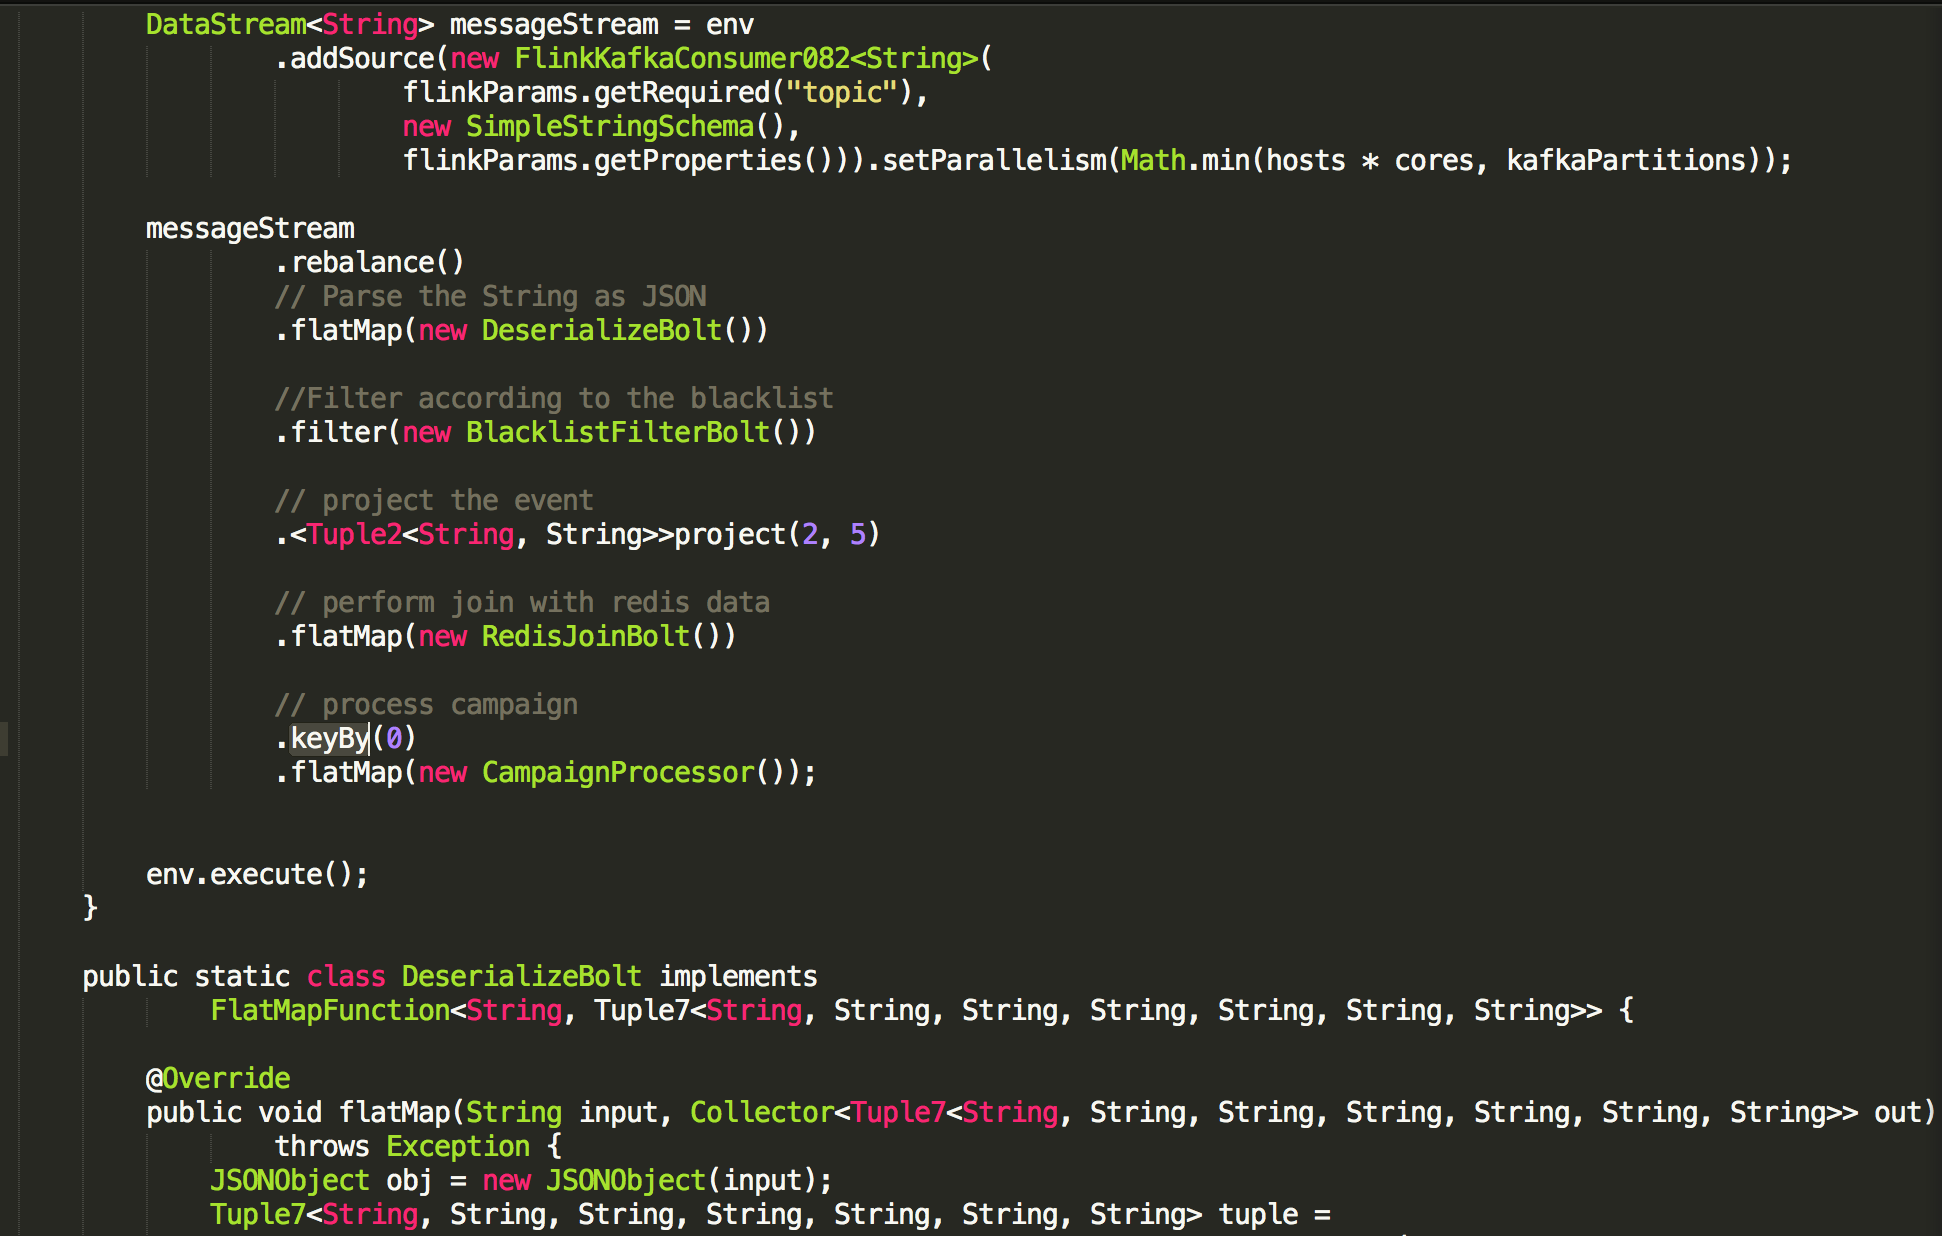 DataStream<String> messageStream = env
.addSource(new FlinkKafkaConsumer082<String>(
flinkParams.getRequired("topic"),
new SimpleStringSchema(),
flinkParams.getProperties())).setParallelism(Math.min(hosts * cores, kafkaPartitions));
messageStream
.rebalance()
// Parse the String as JSON
.flatMap(new DeserializeBolt())
//Filter according to the blacklist
.filter(new BlacklistFilterBolt())
// project the event
.<Tuple2<String, String>>project(2, 5)
// perform join with redis data
.flatMap(new RedisJoinBolt())
// process campaign
.keyBy(0)
.flatMap(new CampaignProcessor());
env.execute();
}
public static class DeserializeBolt implements
FlatMapFunction<String, Tuple7<String, String, String, String, String, String, String>> {
@Override
public void flatMap(String input, Collector<Tuple7<String, String, String, String, String, String, String>> out)
throws Exception {
JSONObject obj = new JSONObject(input);
Tuple7<String, String, String, String, String, String, String> tuple =